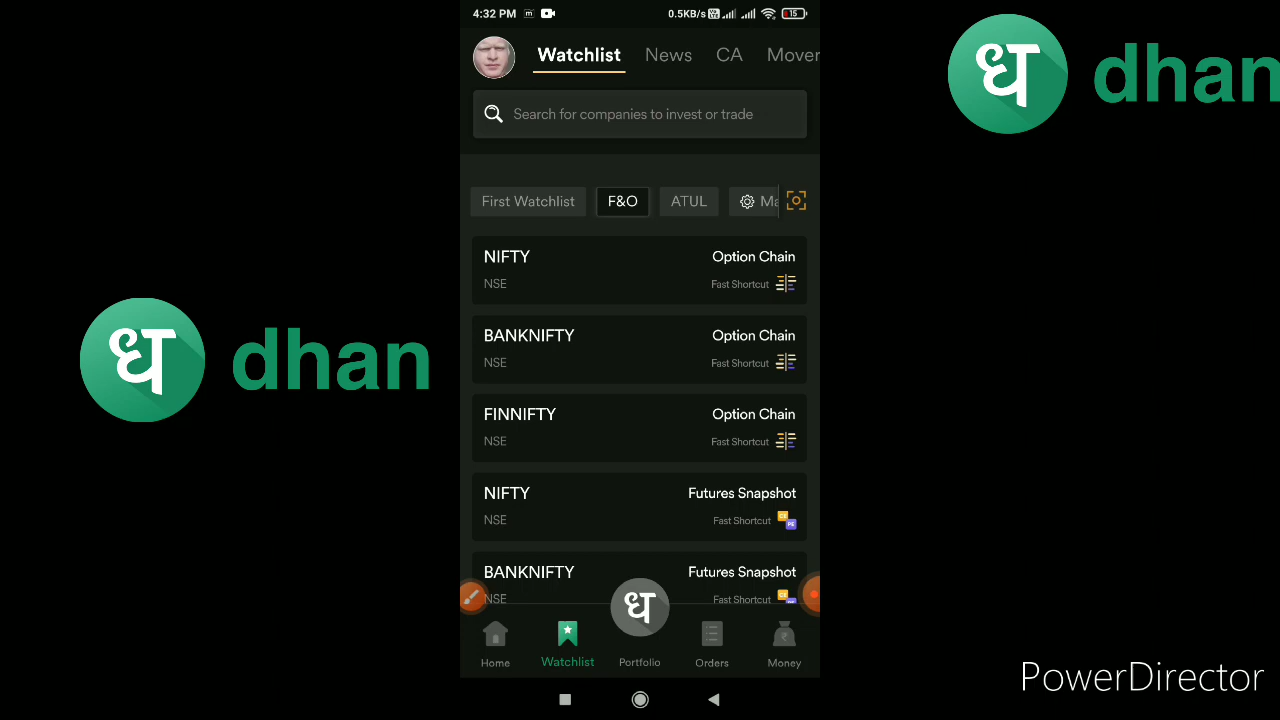 4:32 PM m 0.5KB/s 15
Watchlist News CA Mover
Search for companies to invest or trade
First Watchlist F&O ATUL Ma
NIFTY Option Chain
NSE Fast Shortcut
BANKNIFTY Option Chain
NSE Fast Shortcut
FINNIFTY Option Chain
NSE Fast Shortcut
NIFTY Futures Snapshot
NSE Fast Shortcut CE PE
BANKNIFTY Futures Snapshot
NSE Fast Shortcut
ध
Home Watchlist Portfolio Orders Money
ध dhan
ध dhan
PowerDirector